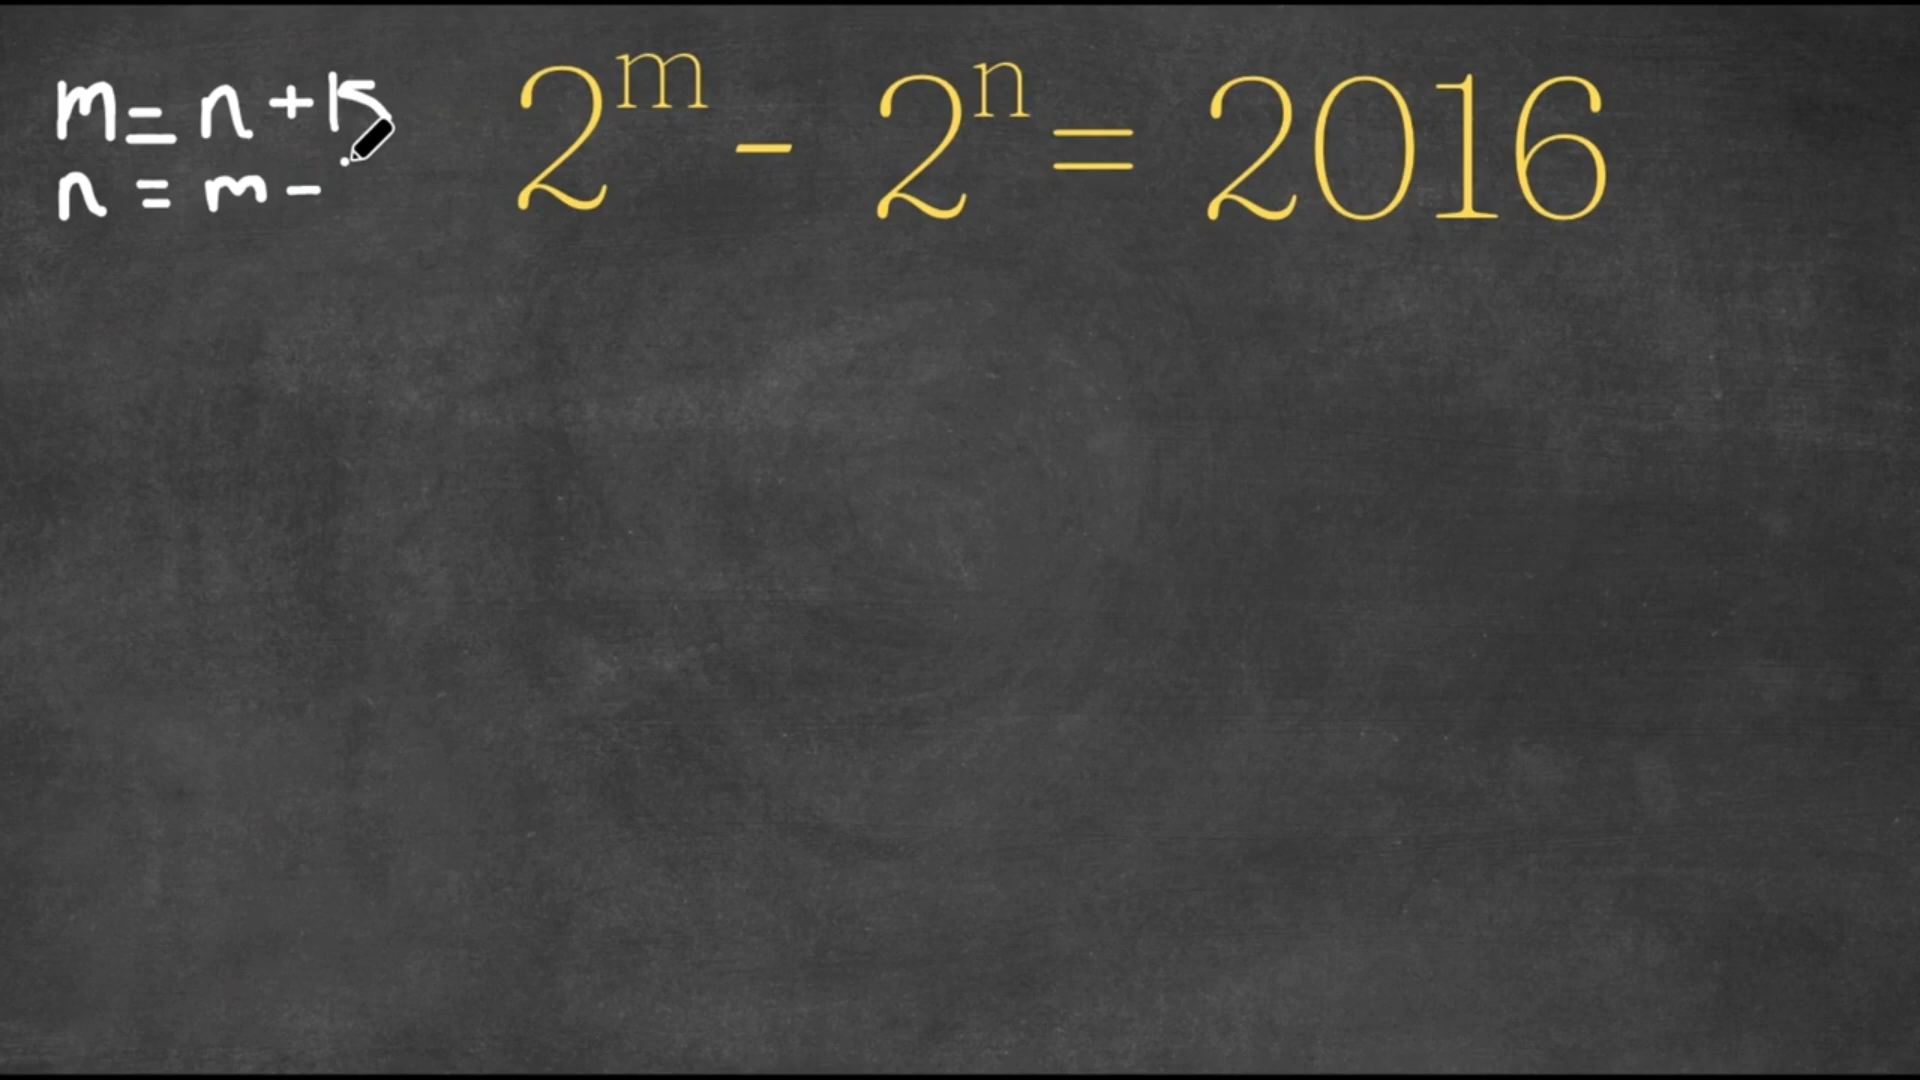 m = n + 15
n = m -
2^m - 2^n = 2016